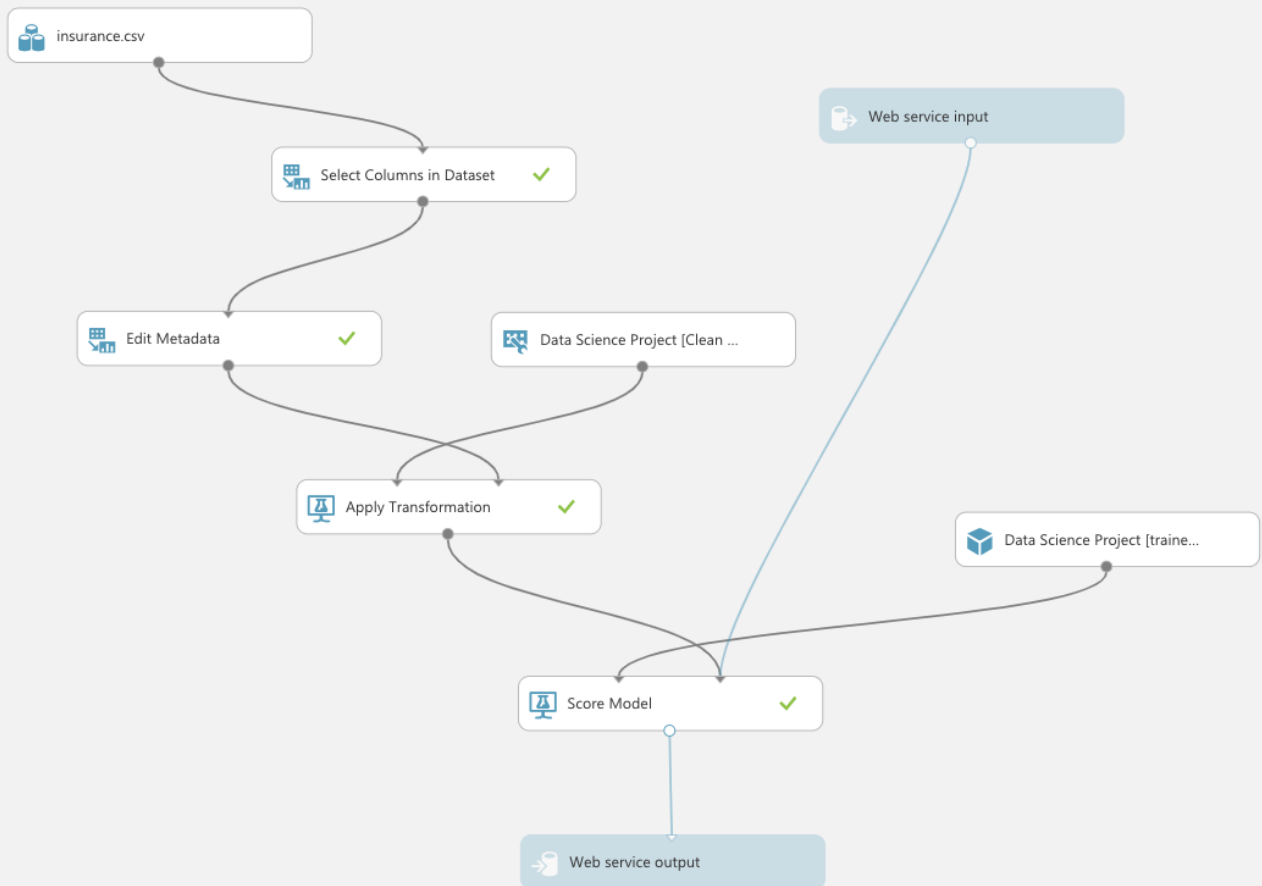 insurance.csv
Web service input
Select Columns in Dataset
Edit Metadata
Data Science Project [Clean ...
Apply Transformation
Data Science Project [traine...
Score Model
Web service output